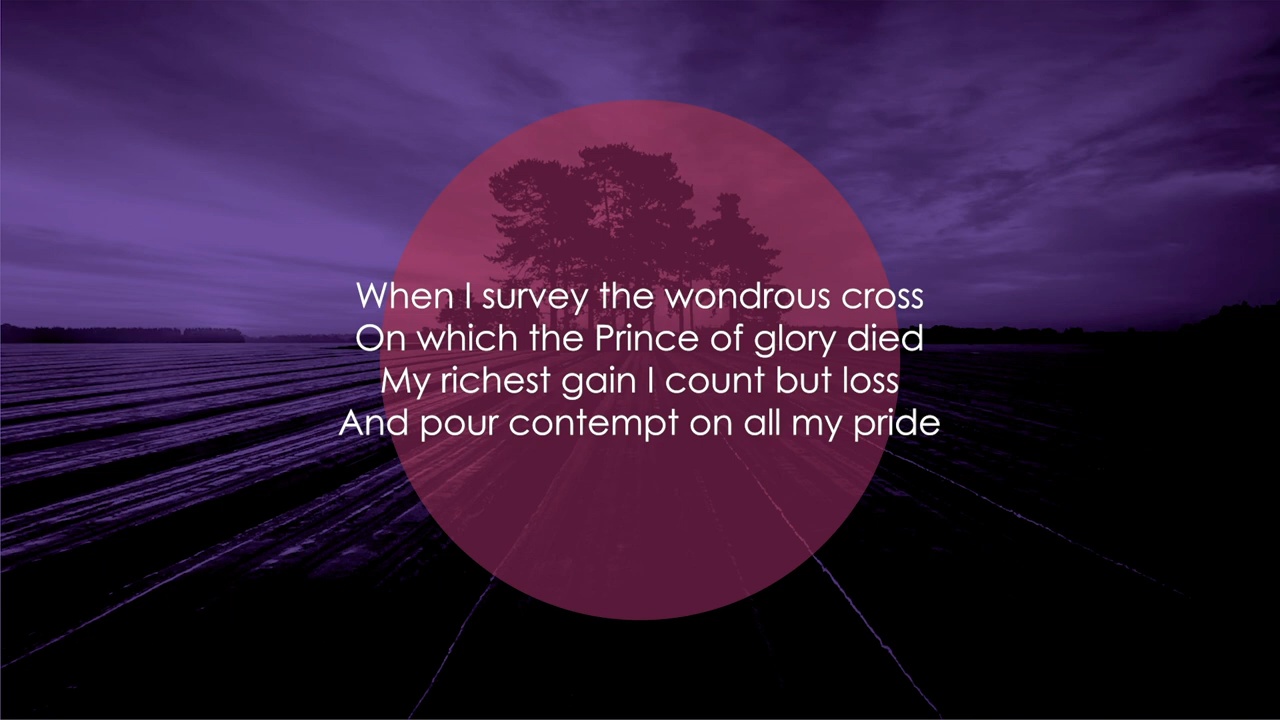 When I survey the wondrous cross
On which the Prince of glory died
My richest gain I count but loss
And pour contempt on all my pride